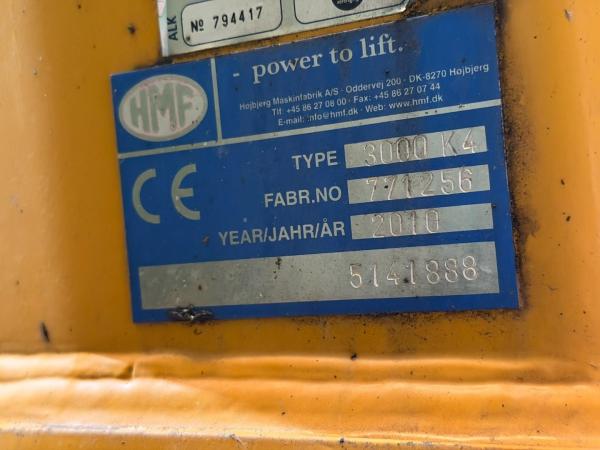 ALK
№ 794417
HMF
- power to lift.
Højbjerg Maskinfabrik A/S · Oddervej 200 · DK-8270 Højbjerg
Tlf: +45 86 27 08 00 · Fax: +45 86 27 07 44
E-mail: info@hmf.dk · Web: www.hmf.dk
TYPE 3000 K4
CE
FABR.NO 771256
YEAR/JAHR/ÅR 2010
5141888